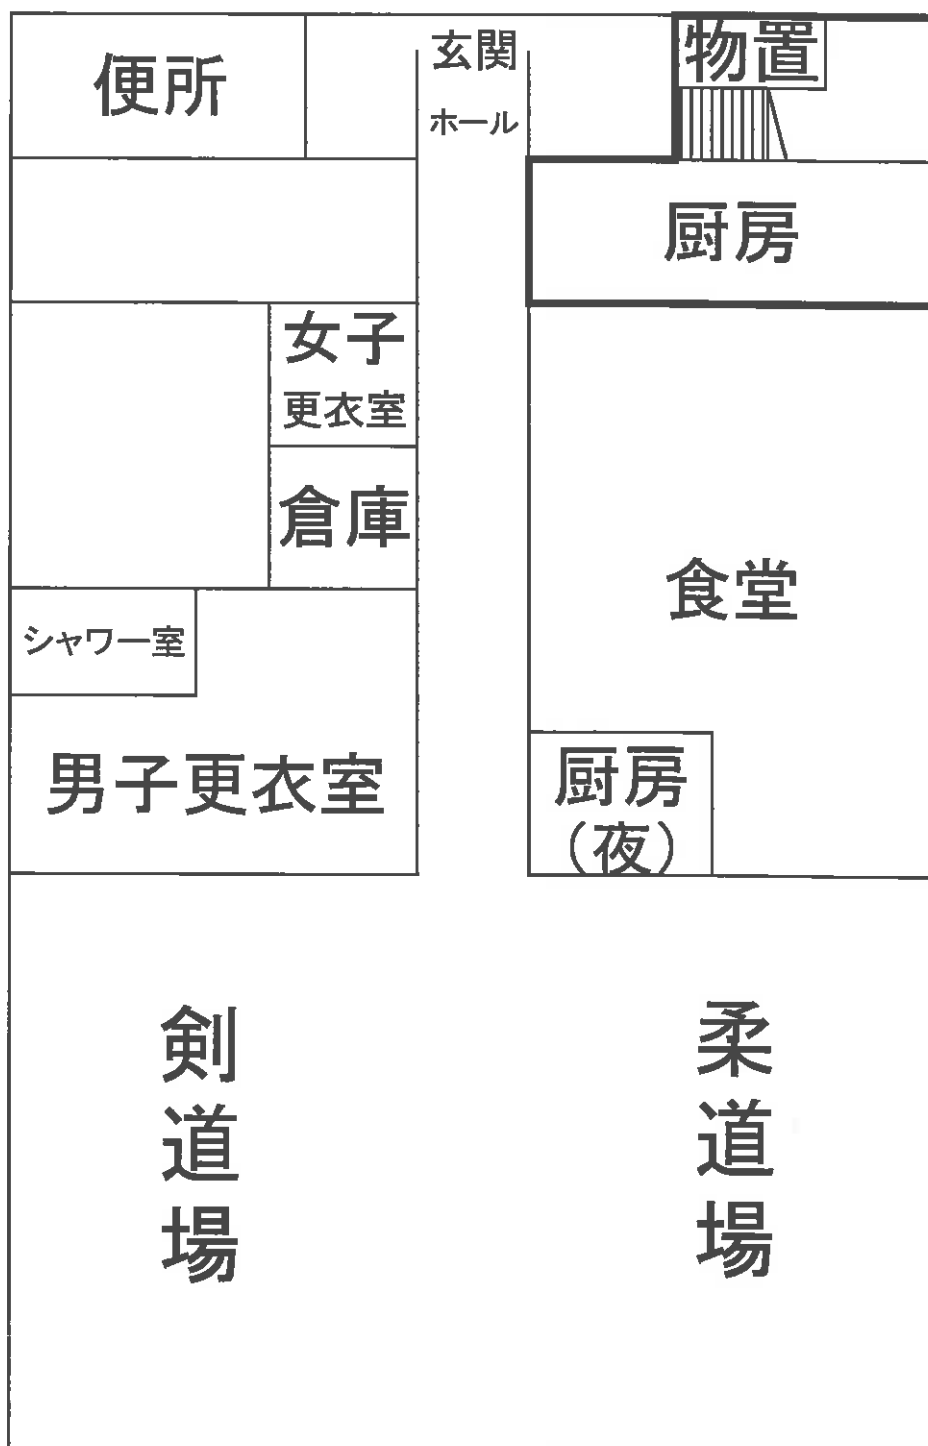 便所
玄関
ホール
物置
厨房
女子
更衣室
倉庫
食堂
シャワー室
男子更衣室
厨房
（夜）
剣道場
柔道場